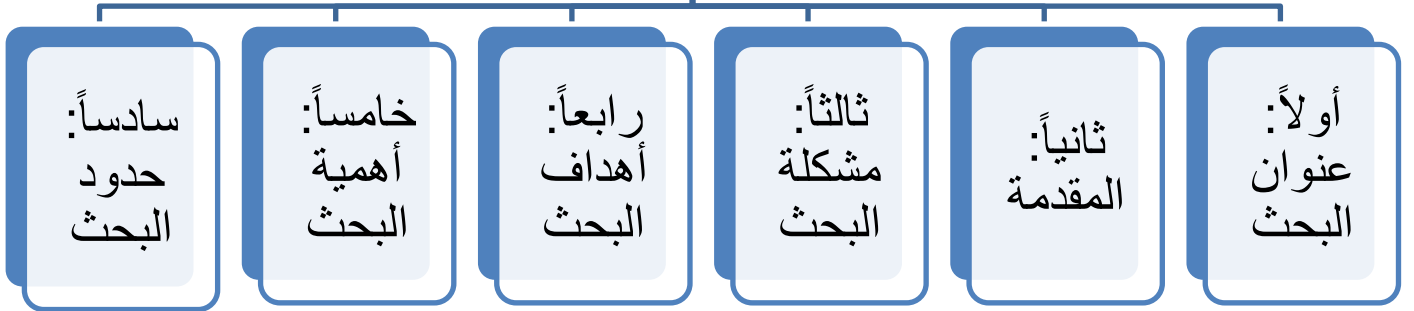 أولاً:
عنوان
البحث
ثانياً:
المقدمة
ثالثاً:
مشكلة
البحث
رابعاً:
أهداف
البحث
خامساً:
أهمية
البحث
سادساً:
حدود
البحث